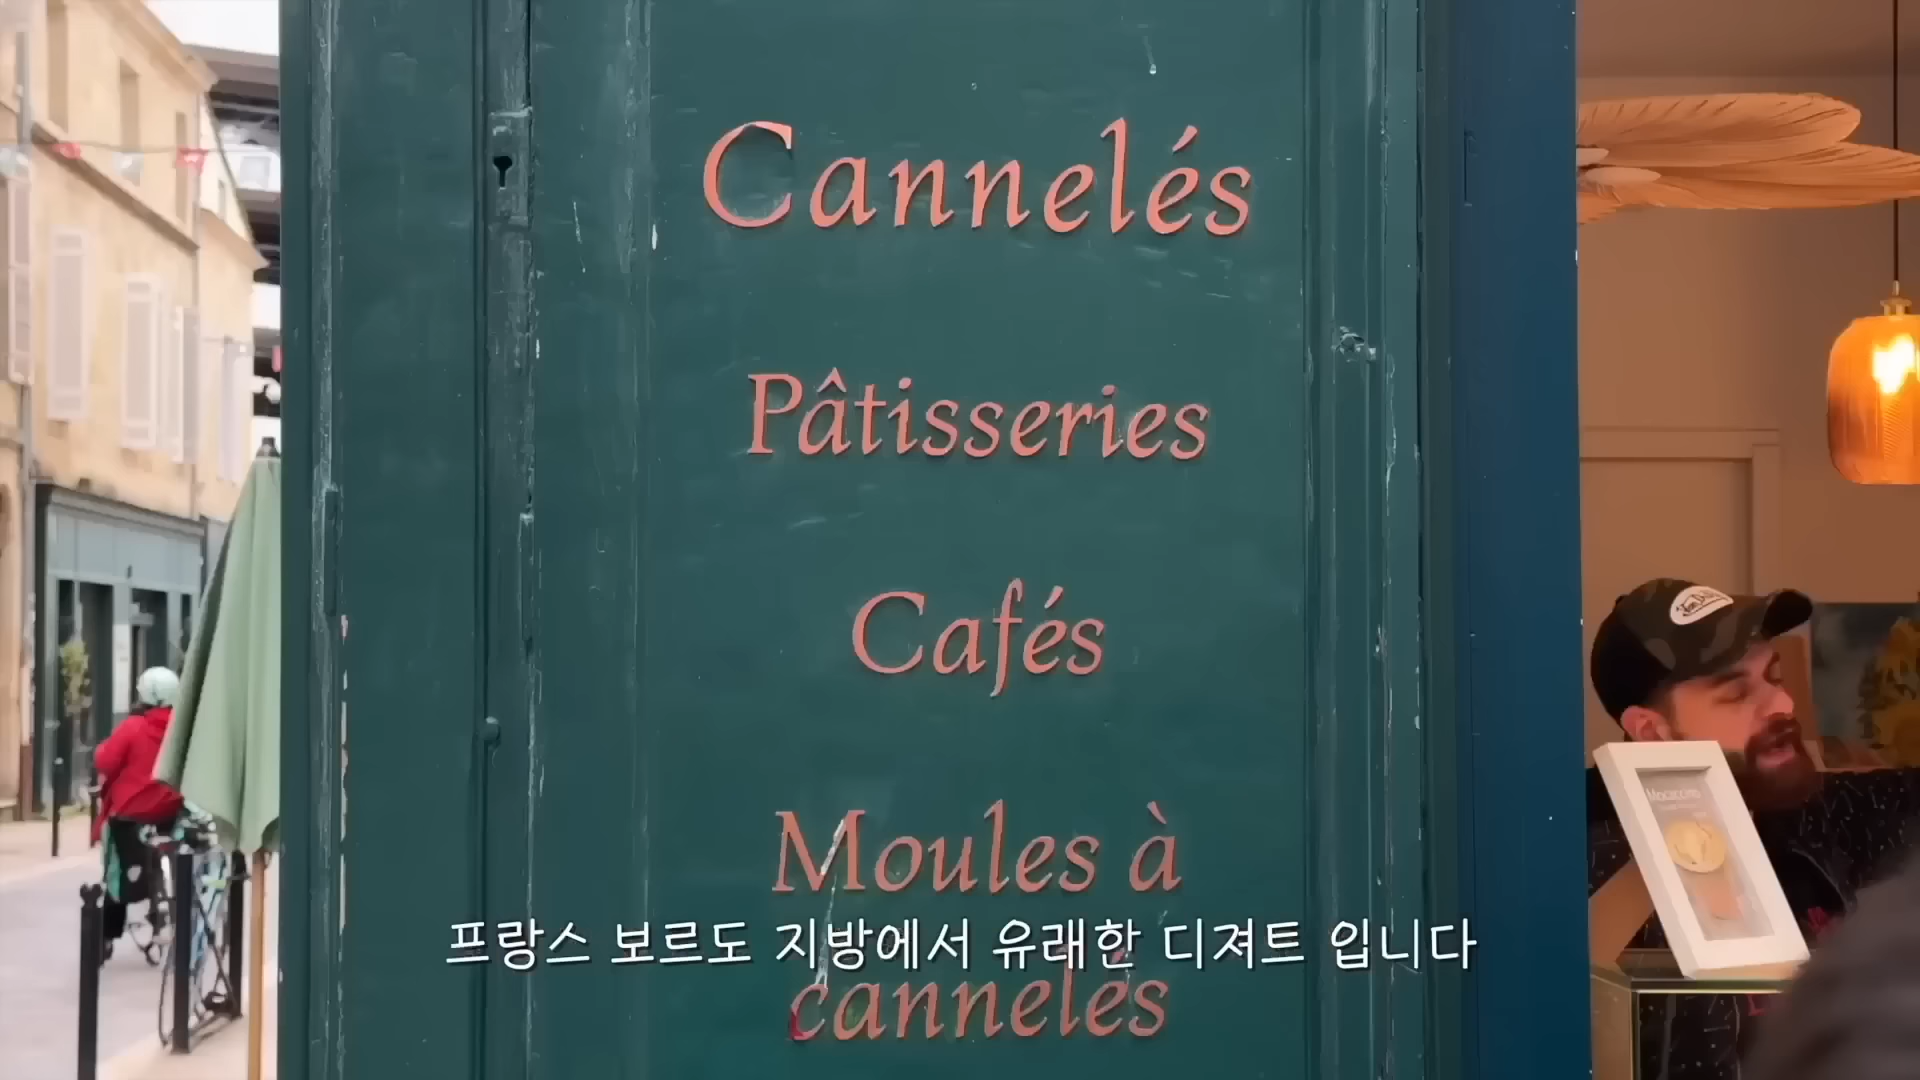 Cannelés
Pâtisseries
Cafés
Moules à
cannelés
프랑스 보르도 지방에서 유래한 디져트 입니다